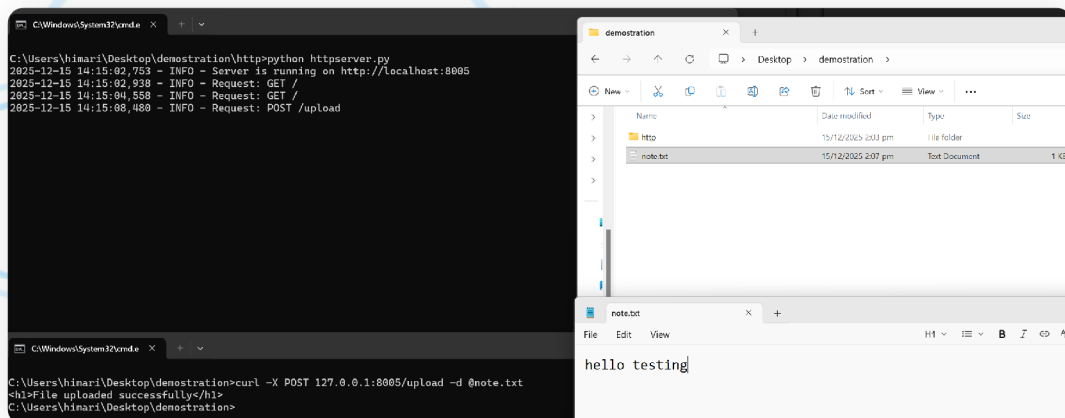 C:\Windows\System32\cmd.e
C:\Users\himari\Desktop\demostration\http>python httpserver.py
2025-12-15 14:15:02,753 - INFO - Server is running on http://localhost:8005
2025-12-15 14:15:02,938 - INFO - Request: GET /
2025-12-15 14:15:04,558 - INFO - Request: GET /
2025-12-15 14:15:08,480 - INFO - Request: POST /upload
C:\Windows\System32\cmd.e
C:\Users\himari\Desktop\demostration>curl -X POST 127.0.0.1:8005/upload -d @note.txt
<h1>File uploaded successfully</h1>
C:\Users\himari\Desktop\demostration>
demostration
Desktop > demostration >
New Sort View ...
Name Date modified Type Size
http 15/12/2025 2:03 pm File folder
note.txt 15/12/2025 2:07 pm Text Document 1 KB
note.txt
File Edit View H1 B I
hello testing